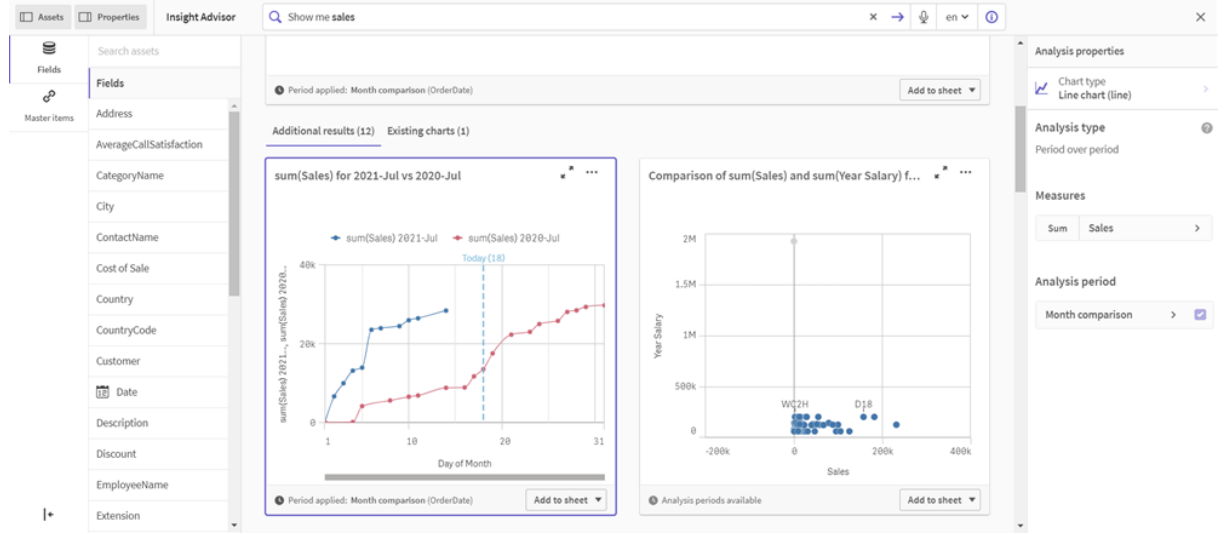 Assets
Properties
Insight Advisor
Show me sales
en
Fields
Master items
Search assets
Fields
Address
AverageCallSatisfaction
CategoryName
City
ContactName
Cost of Sale
Country
CountryCode
Customer
Date
Description
Discount
EmployeeName
Extension
Period applied: Month comparison (OrderDate)
Add to sheet
Additional results (12)
Existing charts (1)
sum(Sales) for 2021-Jul vs 2020-Jul
sum(Sales) 2021-Jul
sum(Sales) 2020-Jul
Today (18)
sum(Sales) 2021..., sum(Sales) 2020...
40k
20k
0
1
10
20
31
Day of Month
Period applied: Month comparison (OrderDate)
Add to sheet
Comparison of sum(Sales) and sum(Year Salary) f...
Year Salary
2M
1.5M
1M
500k
0
WC2H
D18
-200k
0
200k
400k
Sales
Analysis periods available
Add to sheet
Analysis properties
Chart type
Line chart (line)
Analysis type
Period over period
Measures
Sum
Sales
Analysis period
Month comparison